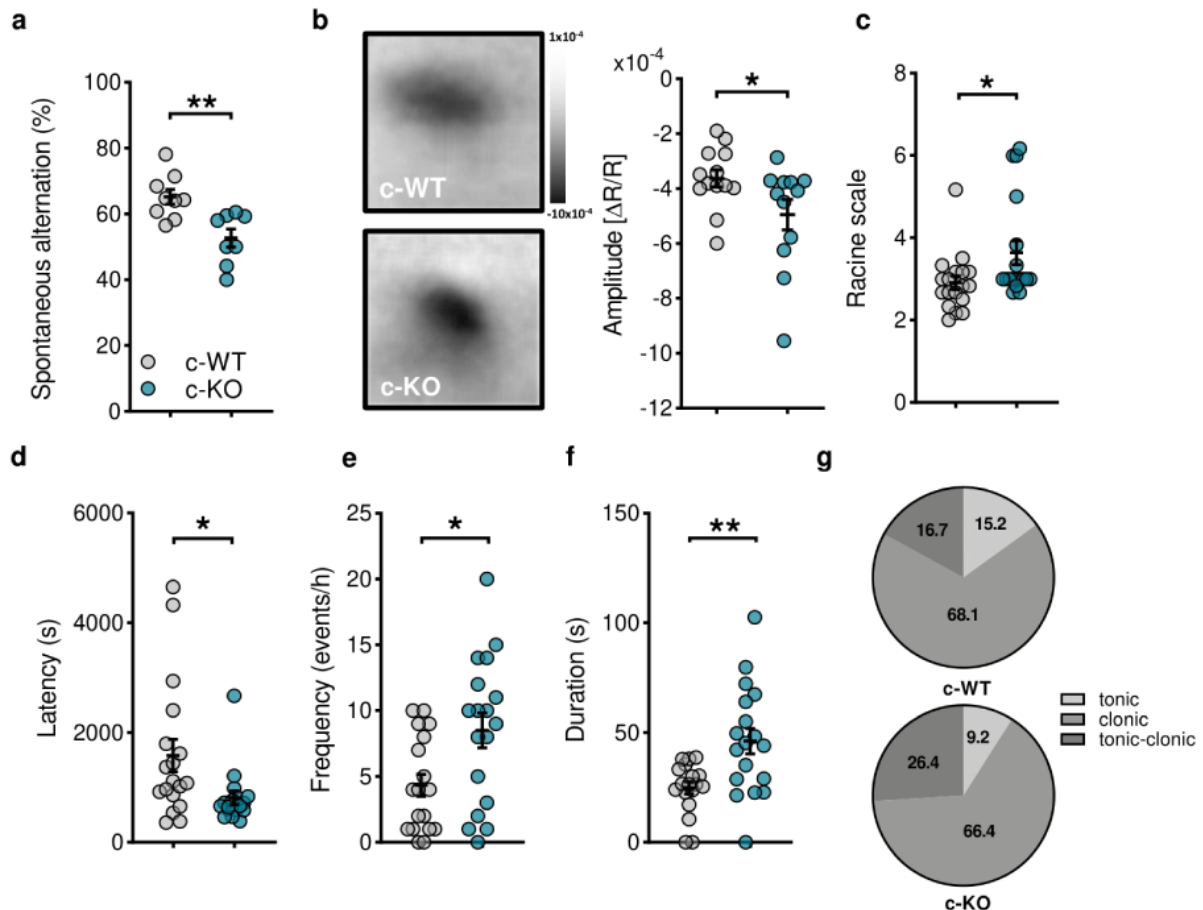 a
Spontaneous alternation (%)
100
80
60
40
20
0
**
c-WT
c-KO
b
c-WT
c-KO
1x10-4
-10x10-4
x10-4
Amplitude [ΔR/R]
0
-2
-4
-6
-8
-10
-12
*
c
Racine scale
8
6
4
2
0
*
d
Latency (s)
6000
4000
2000
0
*
e
Frequency (events/h)
25
20
15
10
5
0
*
f
Duration (s)
150
100
50
0
**
g
16.7
15.2
68.1
c-WT
9.2
26.4
66.4
c-KO
tonic
clonic
tonic-clonic